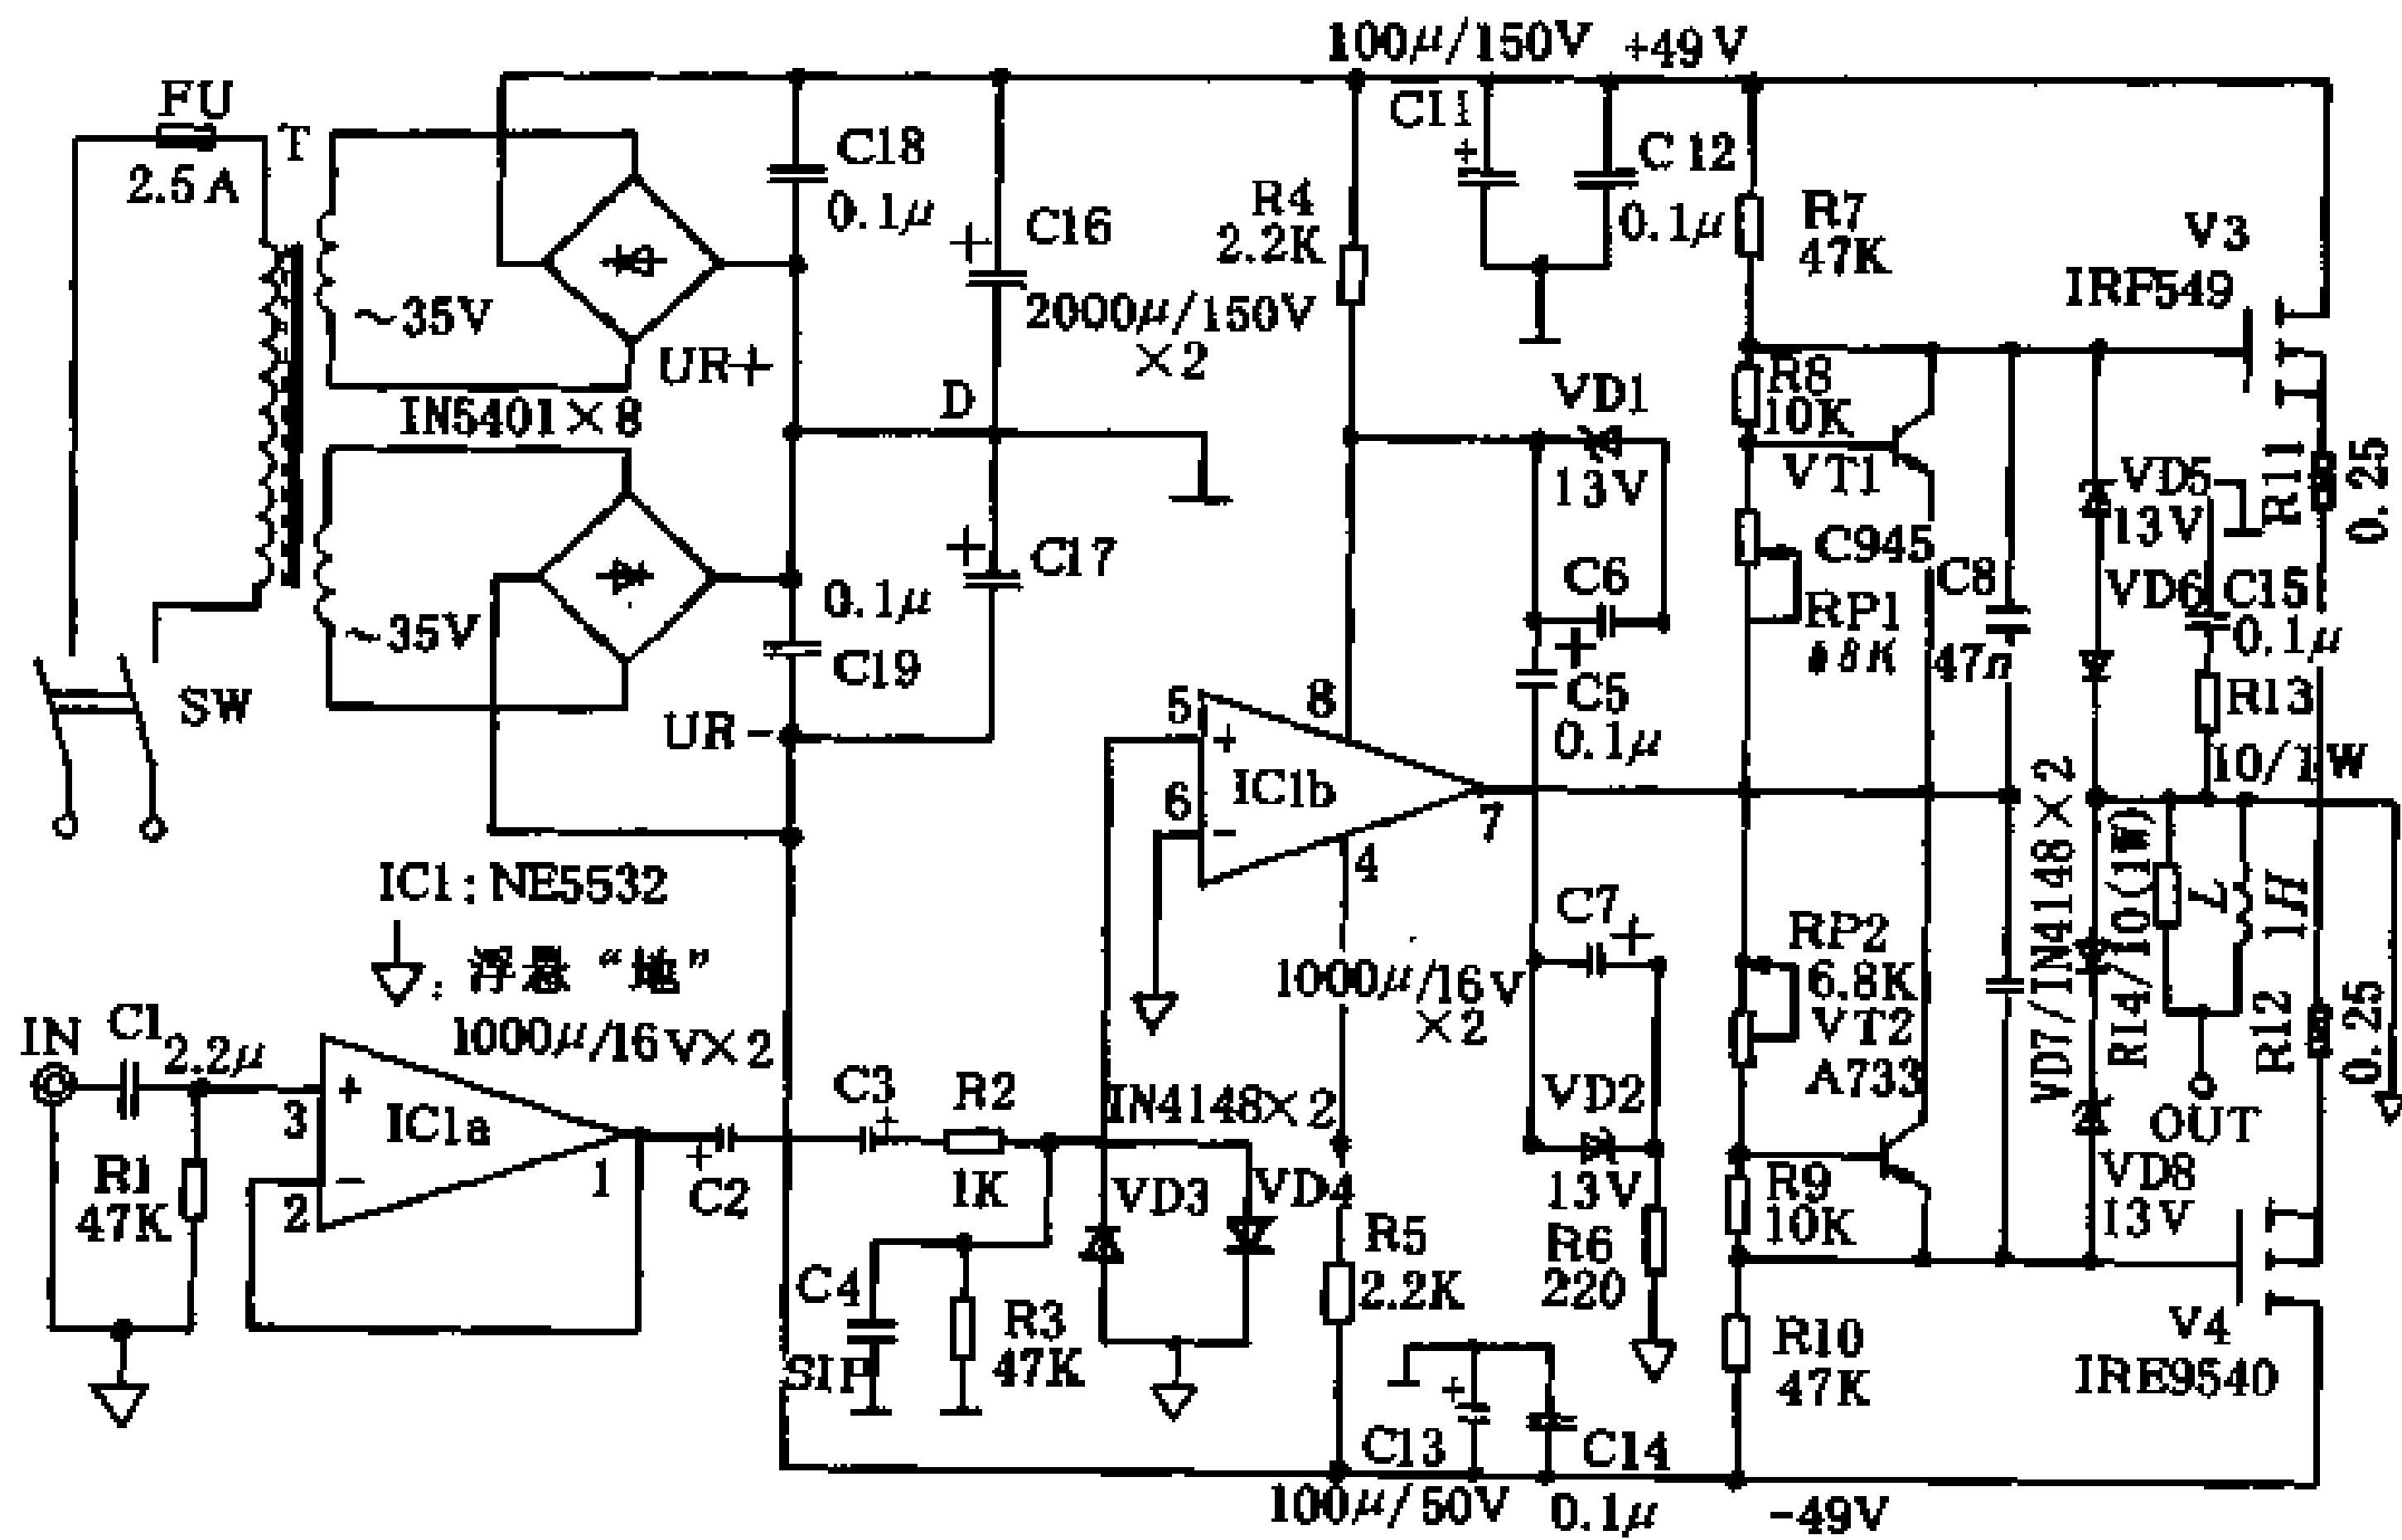 100μ/150V +49V
FU
T
2.5A
C11
C12
0.1μ
C18
0.1μ
C16
2000μ/150V
×2
R4
2.2K
R7
47K
V3
IRF549
~35V
UR+
IN5401×8
D
VD1
13V
R8
10K
VT1
C945
VD5
13V
R11
0.25
C6
C17
0.1μ
C19
~35V
SW
UR-
C5
0.1μ
RP1
C8
47n
VD6
C15
0.1μ
R13
10/1W
5
6
8
4
7
+
-
IC1b
IC1:NE5532
浮悬“地”
C7
1000μ/16V
×2
RP2
6.8K
VT2
A733
VD7/IN4148×2
R14/10(1W)
L
1H
R12
0.25
OUT
IN
C1
2.2μ
1000μ/16V×2
3
2
1
+
-
IC1a
R1
47K
C2
C3
R2
1K
IN4148×2
VD3
VD4
VD2
13V
R9
10K
VD8
13V
C4
SIP
R3
47K
R5
2.2K
R6
220
R10
47K
V4
IRE9540
C13
C14
100μ/50V
0.1μ
-49V